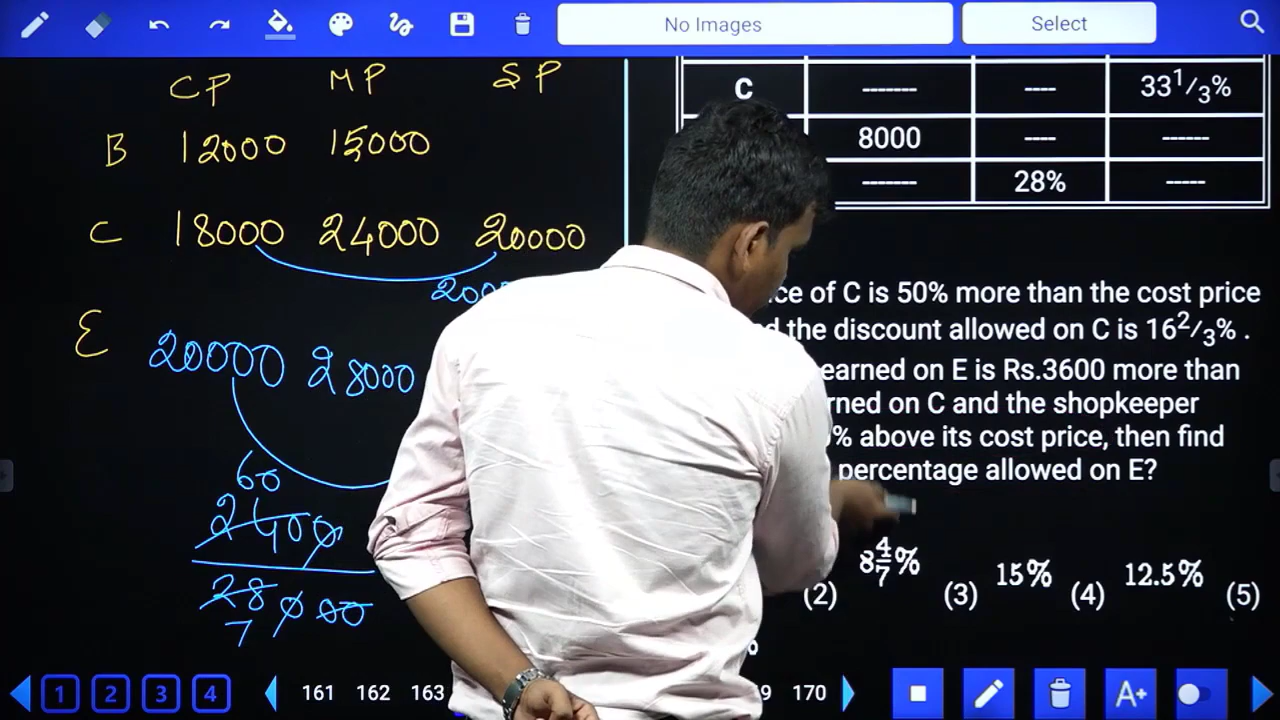 No Images
Select
CP MP SP
B 12000 15000
C 18000 24000 20000
E 20000 28000
60
2400
28000
7
C ------- ---- 33 1/3%
8000 ---- ------
------- 28% -----
of C is 50% more than the cost price
the discount allowed on C is 16 2/3% .
earned on E is Rs.3600 more than
on C and the shopkeeper
% above its cost price, then find
percentage allowed on E?
(2) 8 4/7% (3) 15% (4) 12.5% (5)
1 2 3 4 161 162 163 170 A+